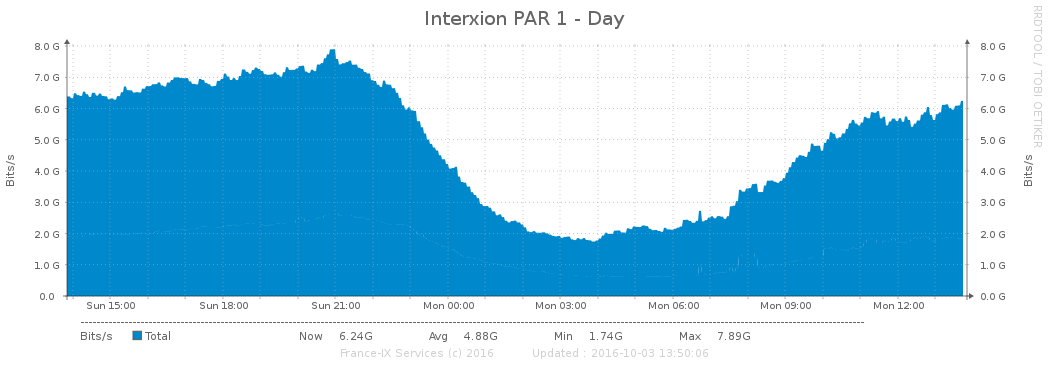 Interxion PAR 1 - Day
RRDTOOL / TOBI OETIKER
Bits/s
8.0 G
7.0 G
6.0 G
5.0 G
4.0 G
3.0 G
2.0 G
1.0 G
0.0
8.0 G
7.0 G
6.0 G
5.0 G
4.0 G
3.0 G
2.0 G
1.0 G
0.0 G
Bits/s
Sun 15:00 Sun 18:00 Sun 21:00 Mon 00:00 Mon 03:00 Mon 06:00 Mon 09:00 Mon 12:00
Bits/s Total Now 6.24G Avg 4.88G Min 1.74G Max 7.89G
France-IX Services (c) 2016 Updated : 2016-10-03 13:50:06